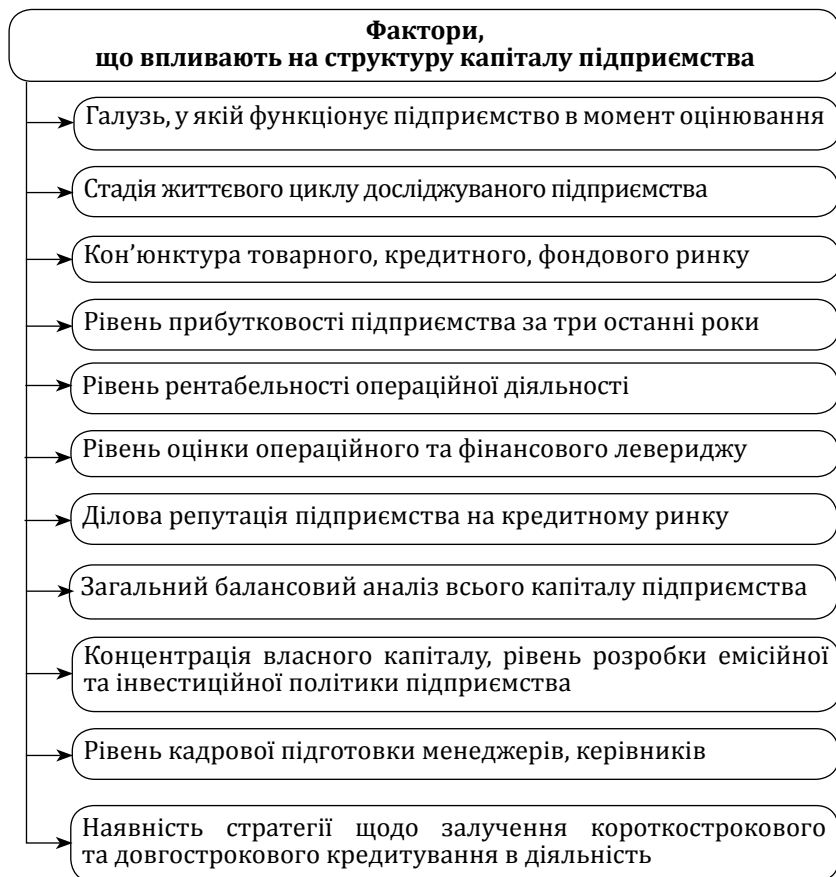 Фактори,
що впливають на структуру капіталу підприємства
Галузь, у якій функціонує підприємство в момент оцінювання
Стадія життєвого циклу досліджуваного підприємства
Кон’юнктура товарного, кредитного, фондового ринку
Рівень прибутковості підприємства за три останні роки
Рівень рентабельності операційної діяльності
Рівень оцінки операційного та фінансового левериджу
Ділова репутація підприємства на кредитному ринку
Загальний балансовий аналіз всього капіталу підприємства
Концентрація власного капіталу, рівень розробки емісійної
та інвестиційної політики підприємства
Рівень кадрової підготовки менеджерів, керівників
Наявність стратегії щодо залучення короткострокового
та довгострокового кредитування в діяльність